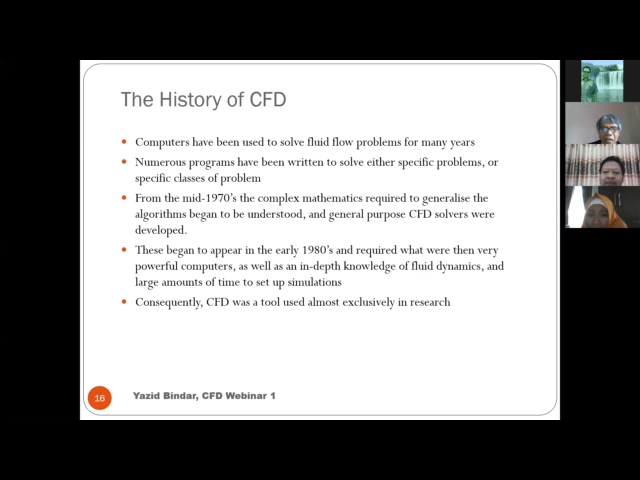 The History of CFD
Computers have been used to solve fluid flow problems for many years
Numerous programs have been written to solve either specific problems, or
specific classes of problem
From the mid-1970's the complex mathematics required to generalise the
algorithms began to be understood, and general purpose CFD solvers were
developed.
These began to appear in the early 1980's and required what were then very
powerful computers, as well as an in-depth knowledge of fluid dynamics, and
large amounts of time to set up simulations
Consequently, CFD was a tool used almost exclusively in research
16
Yazid Bindar, CFD Webinar 1